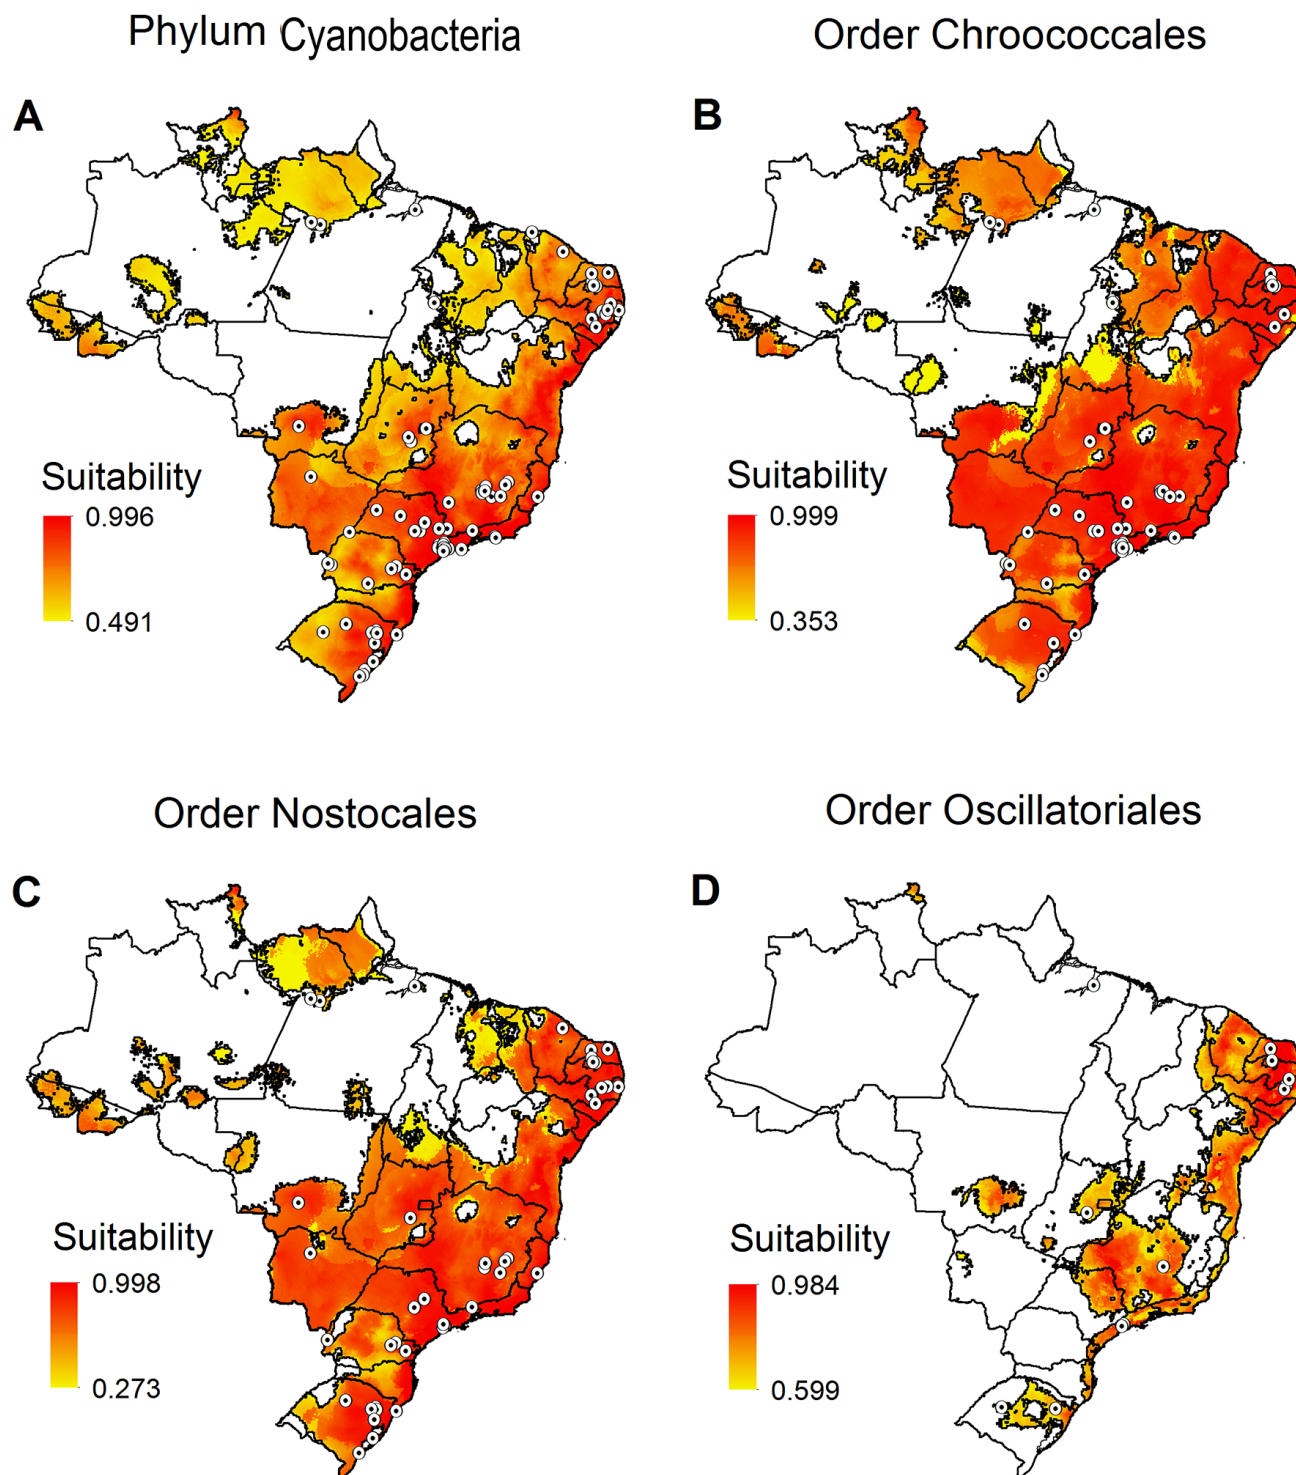 Phylum Cyanobacteria
Order Chroococcales
A
B
Suitability
0.996
0.491
Suitability
0.999
0.353
Order Nostocales
Order Oscillatoriales
C
D
Suitability
0.998
0.273
Suitability
0.984
0.599